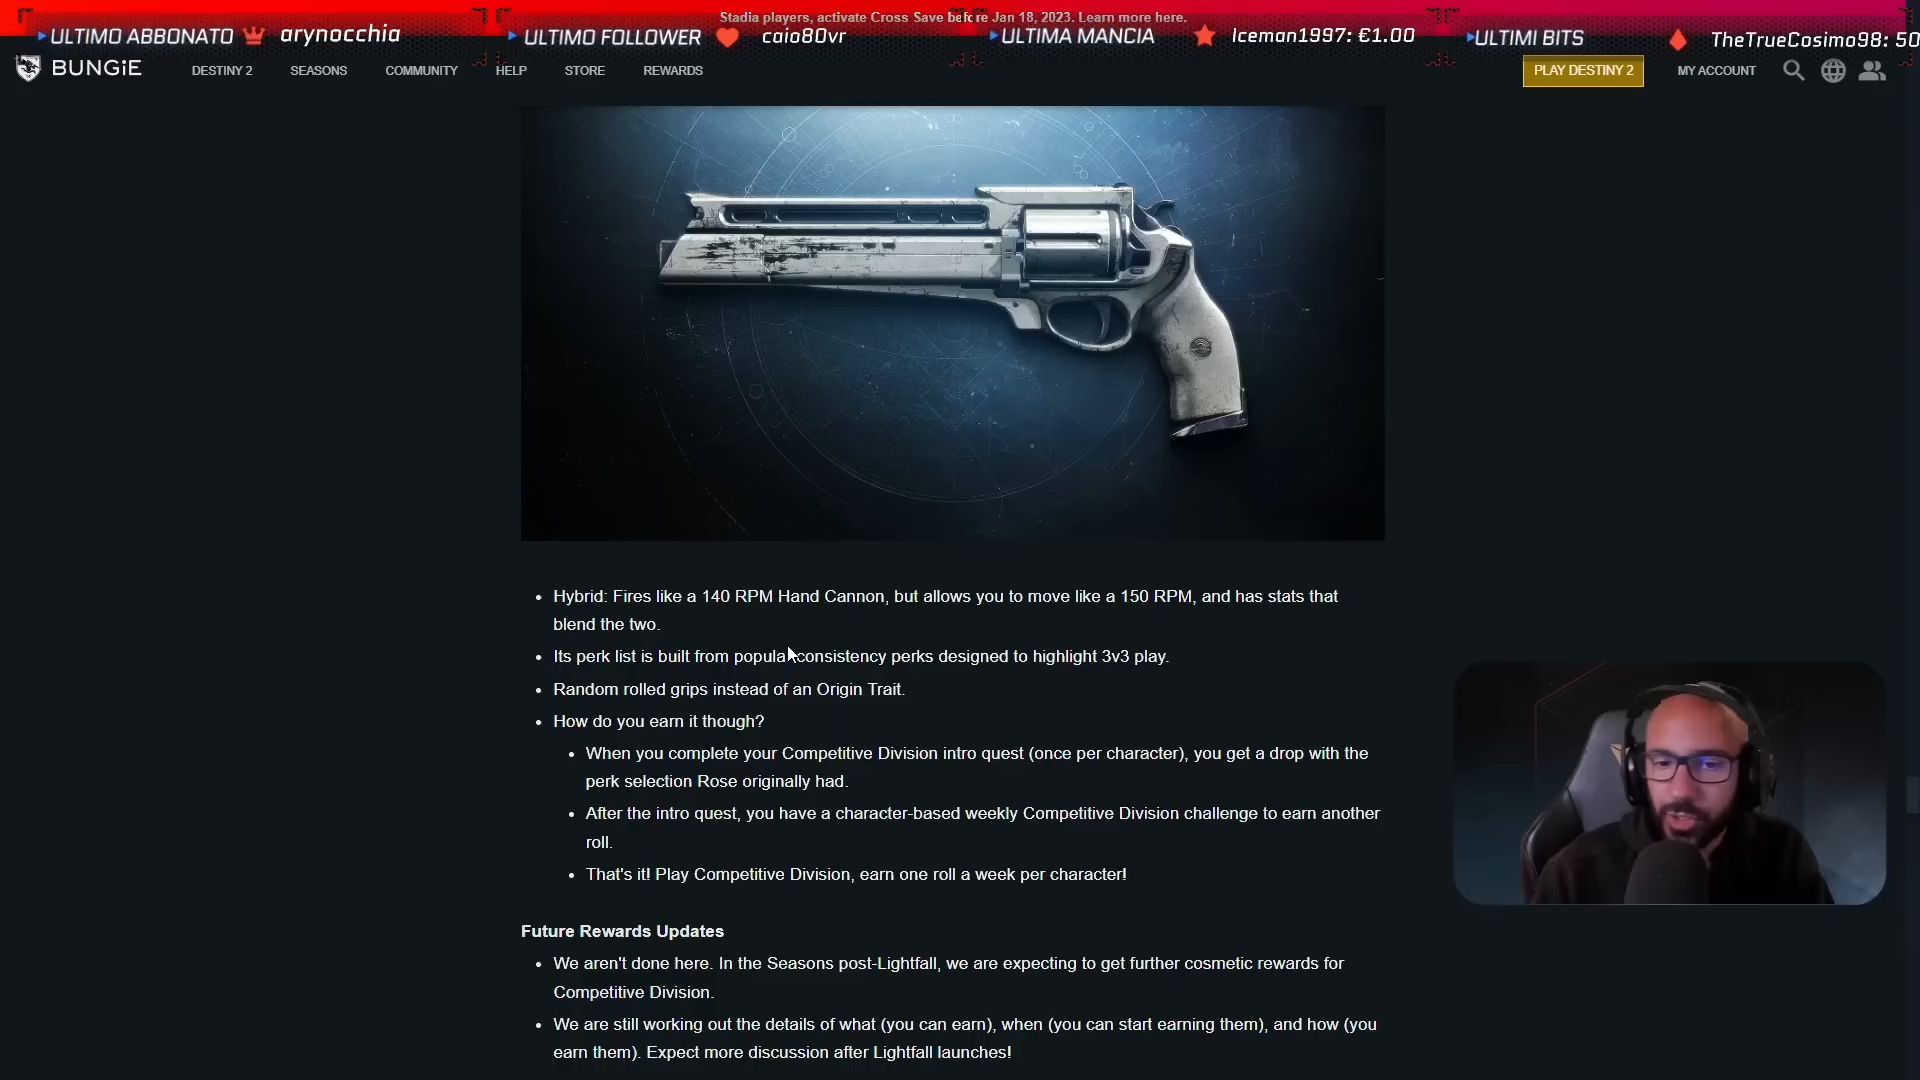 Stadia players, activate Cross Save before Jan 18, 2023. Learn more here.
ULTIMO ABBONATO arynocchia ULTIMO FOLLOWER caio80vr ULTIMA MANCIA Iceman1997: €1.00 ULTIMI BITS TheTrueCosimo98: 50
BUNGiE DESTINY 2 SEASONS COMMUNITY HELP STORE REWARDS PLAY DESTINY 2 MY ACCOUNT
• Hybrid: Fires like a 140 RPM Hand Cannon, but allows you to move like a 150 RPM, and has stats that
blend the two.
• Its perk list is built from popular consistency perks designed to highlight 3v3 play.
• Random rolled grips instead of an Origin Trait.
• How do you earn it though?
• When you complete your Competitive Division intro quest (once per character), you get a drop with the
perk selection Rose originally had.
• After the intro quest, you have a character-based weekly Competitive Division challenge to earn another
roll.
• That's it! Play Competitive Division, earn one roll a week per character!
Future Rewards Updates
• We aren't done here. In the Seasons post-Lightfall, we are expecting to get further cosmetic rewards for
Competitive Division.
• We are still working out the details of what (you can earn), when (you can start earning them), and how (you
earn them). Expect more discussion after Lightfall launches!